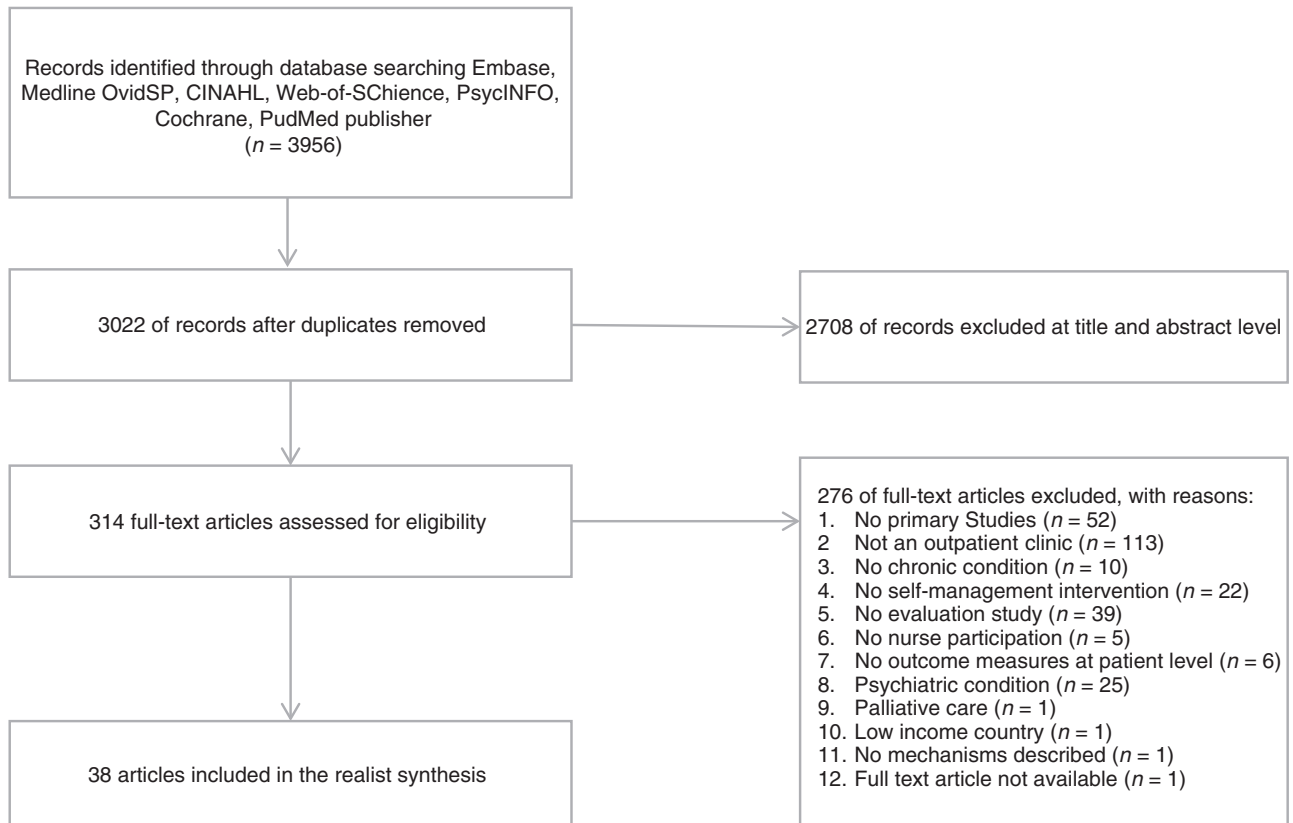 Records identified through database searching Embase,
Medline OvidSP, CINAHL, Web-of-SChience, PsycINFO,
Cochrane, PudMed publisher
(n = 3956)
3022 of records after duplicates removed
2708 of records excluded at title and abstract level
314 full-text articles assessed for eligibility
276 of full-text articles excluded, with reasons:
1. No primary Studies (n = 52)
2 Not an outpatient clinic (n = 113)
3. No chronic condition (n = 10)
4. No self-management intervention (n = 22)
5. No evaluation study (n = 39)
6. No nurse participation (n = 5)
7. No outcome measures at patient level (n = 6)
8. Psychiatric condition (n = 25)
9. Palliative care (n = 1)
10. Low income country (n = 1)
11. No mechanisms described (n = 1)
12. Full text article not available (n = 1)
38 articles included in the realist synthesis